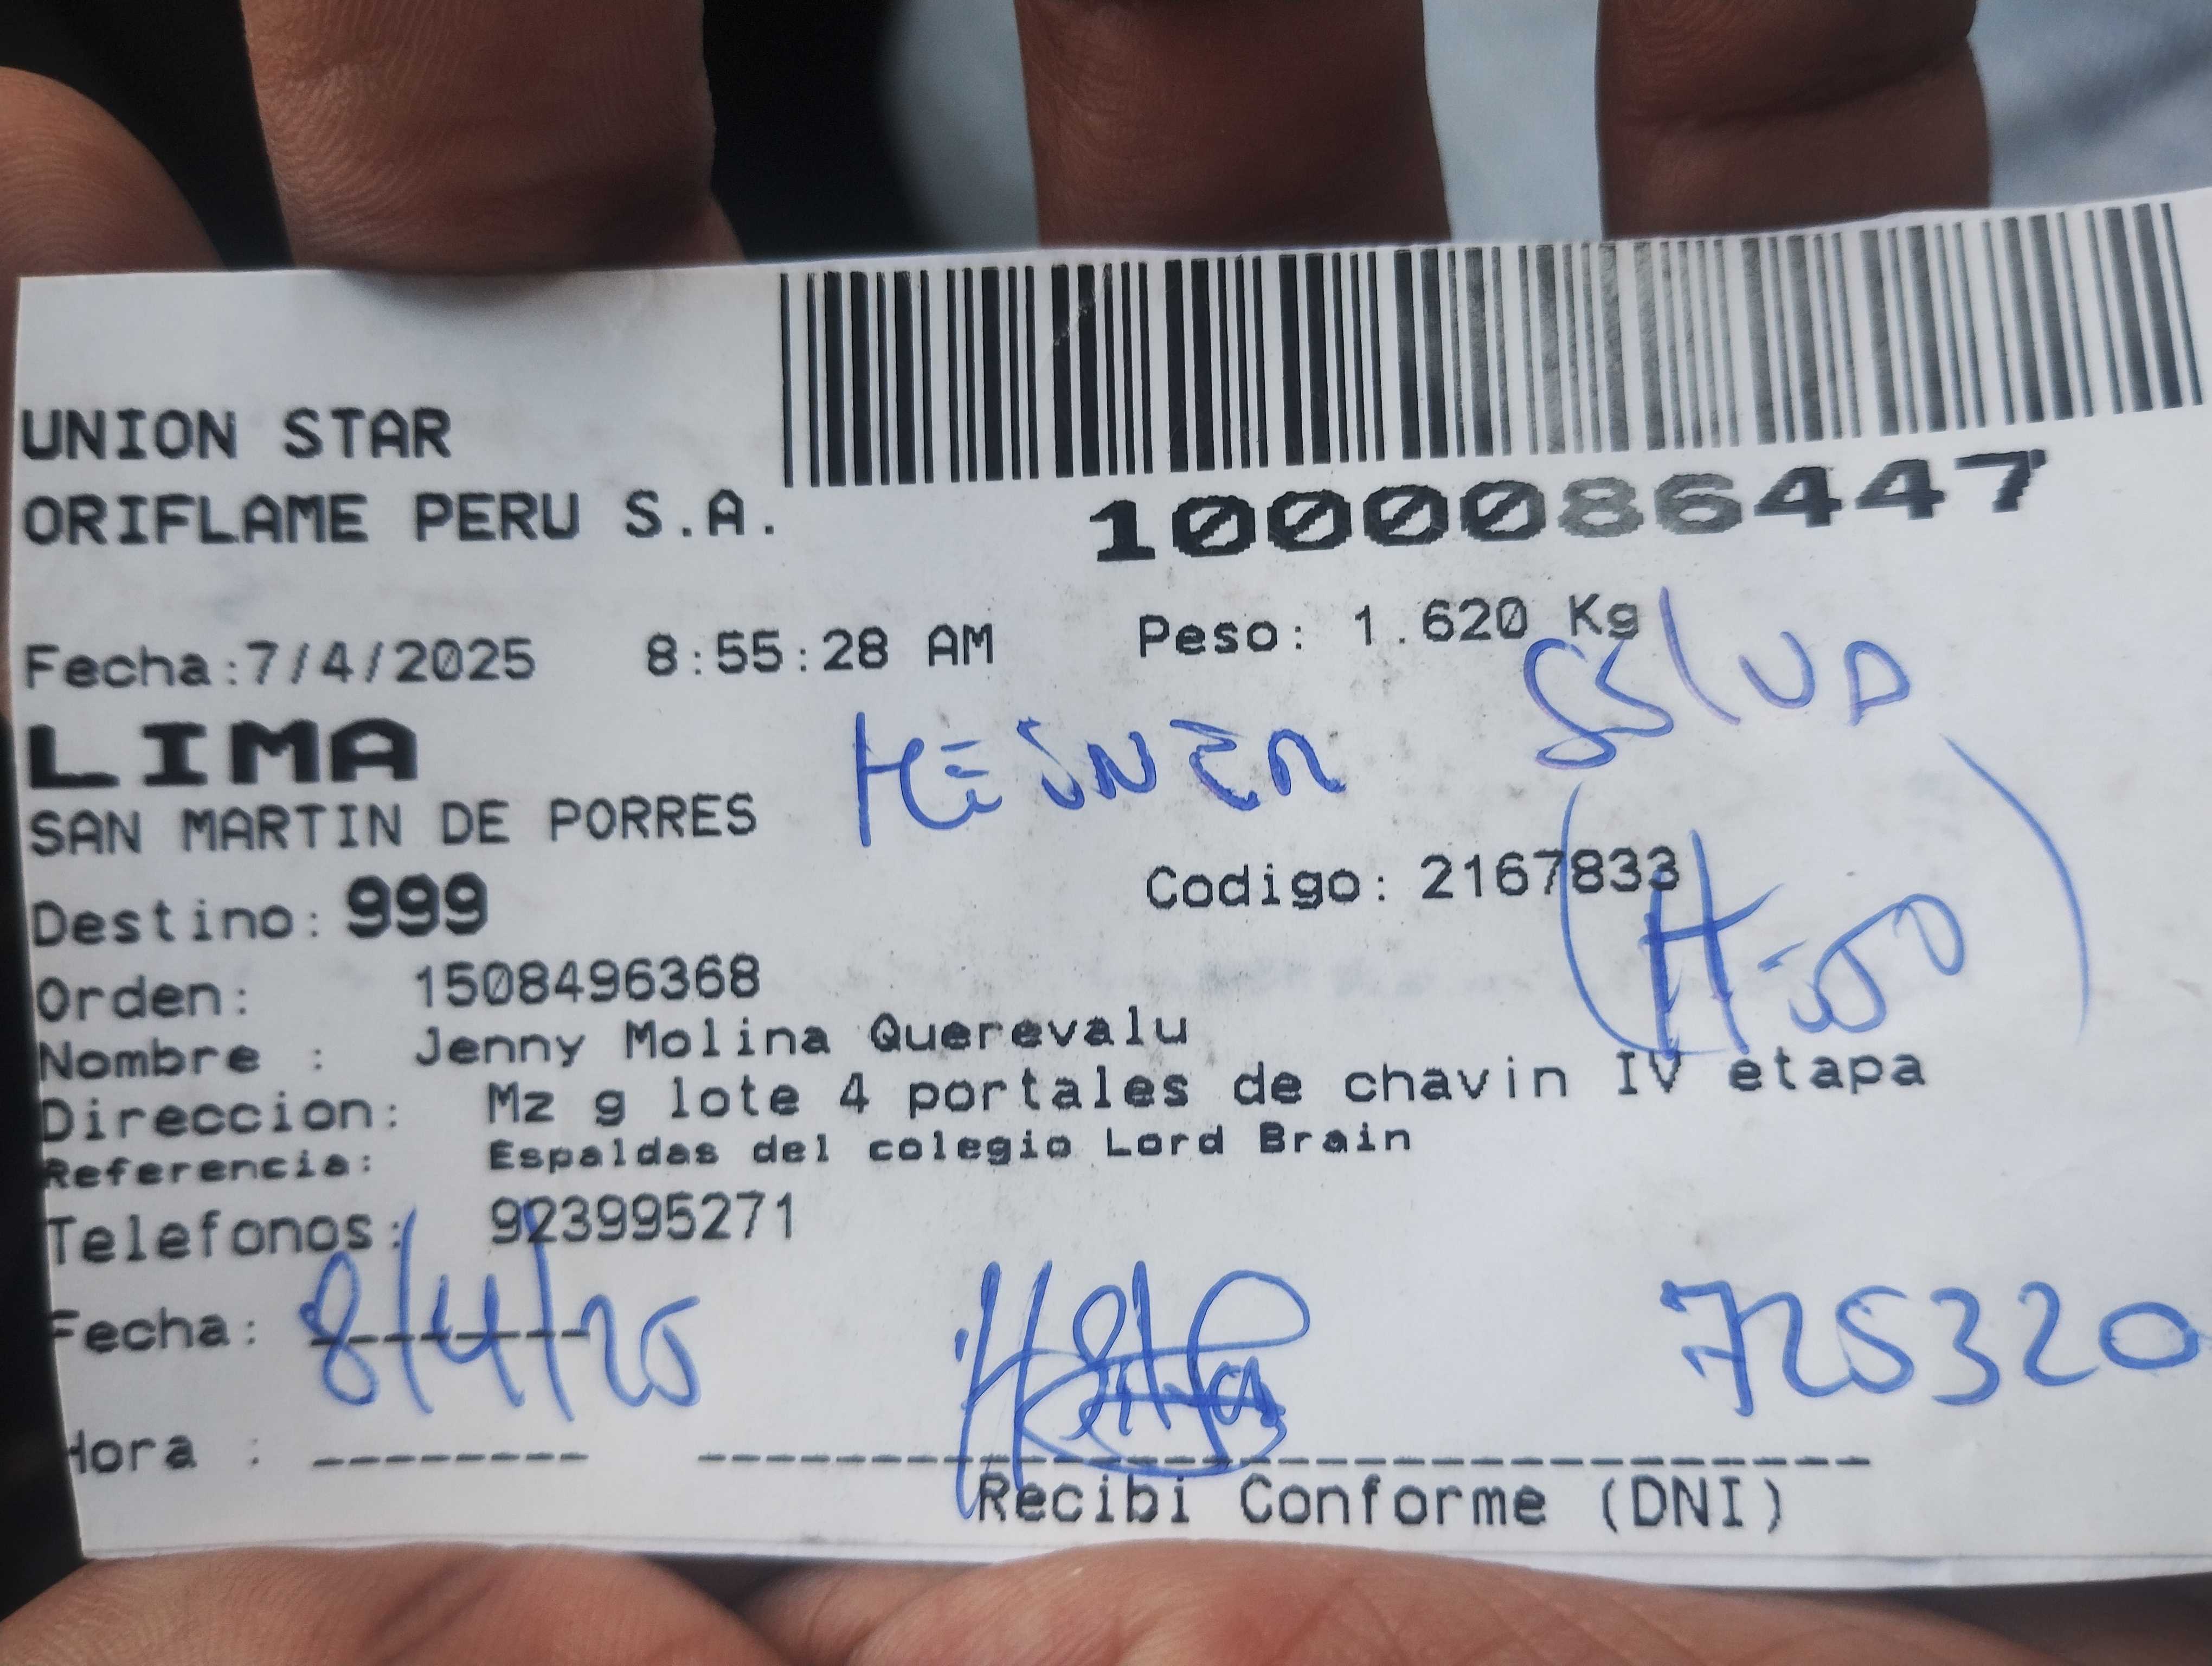 UNION STAR
ORIFLAME PERU S.A.
1000086447
Fecha:7/4/2025 8:55:28 AM Peso: 1.620 Kg
LIMA
SAN MARTIN DE PORRES
Codigo: 2167833
Destino: 999
Orden: 1508496368
Nombre : Jenny Molina Querevalu
Direccion: Mz g lote 4 portales de chavin IV etapa
Referencia: Espaldas del colegio Lord Brain
Telefonos: 923995271
Fecha: 8/4/25
725320
Hora :
Recibi Conforme (DNI)